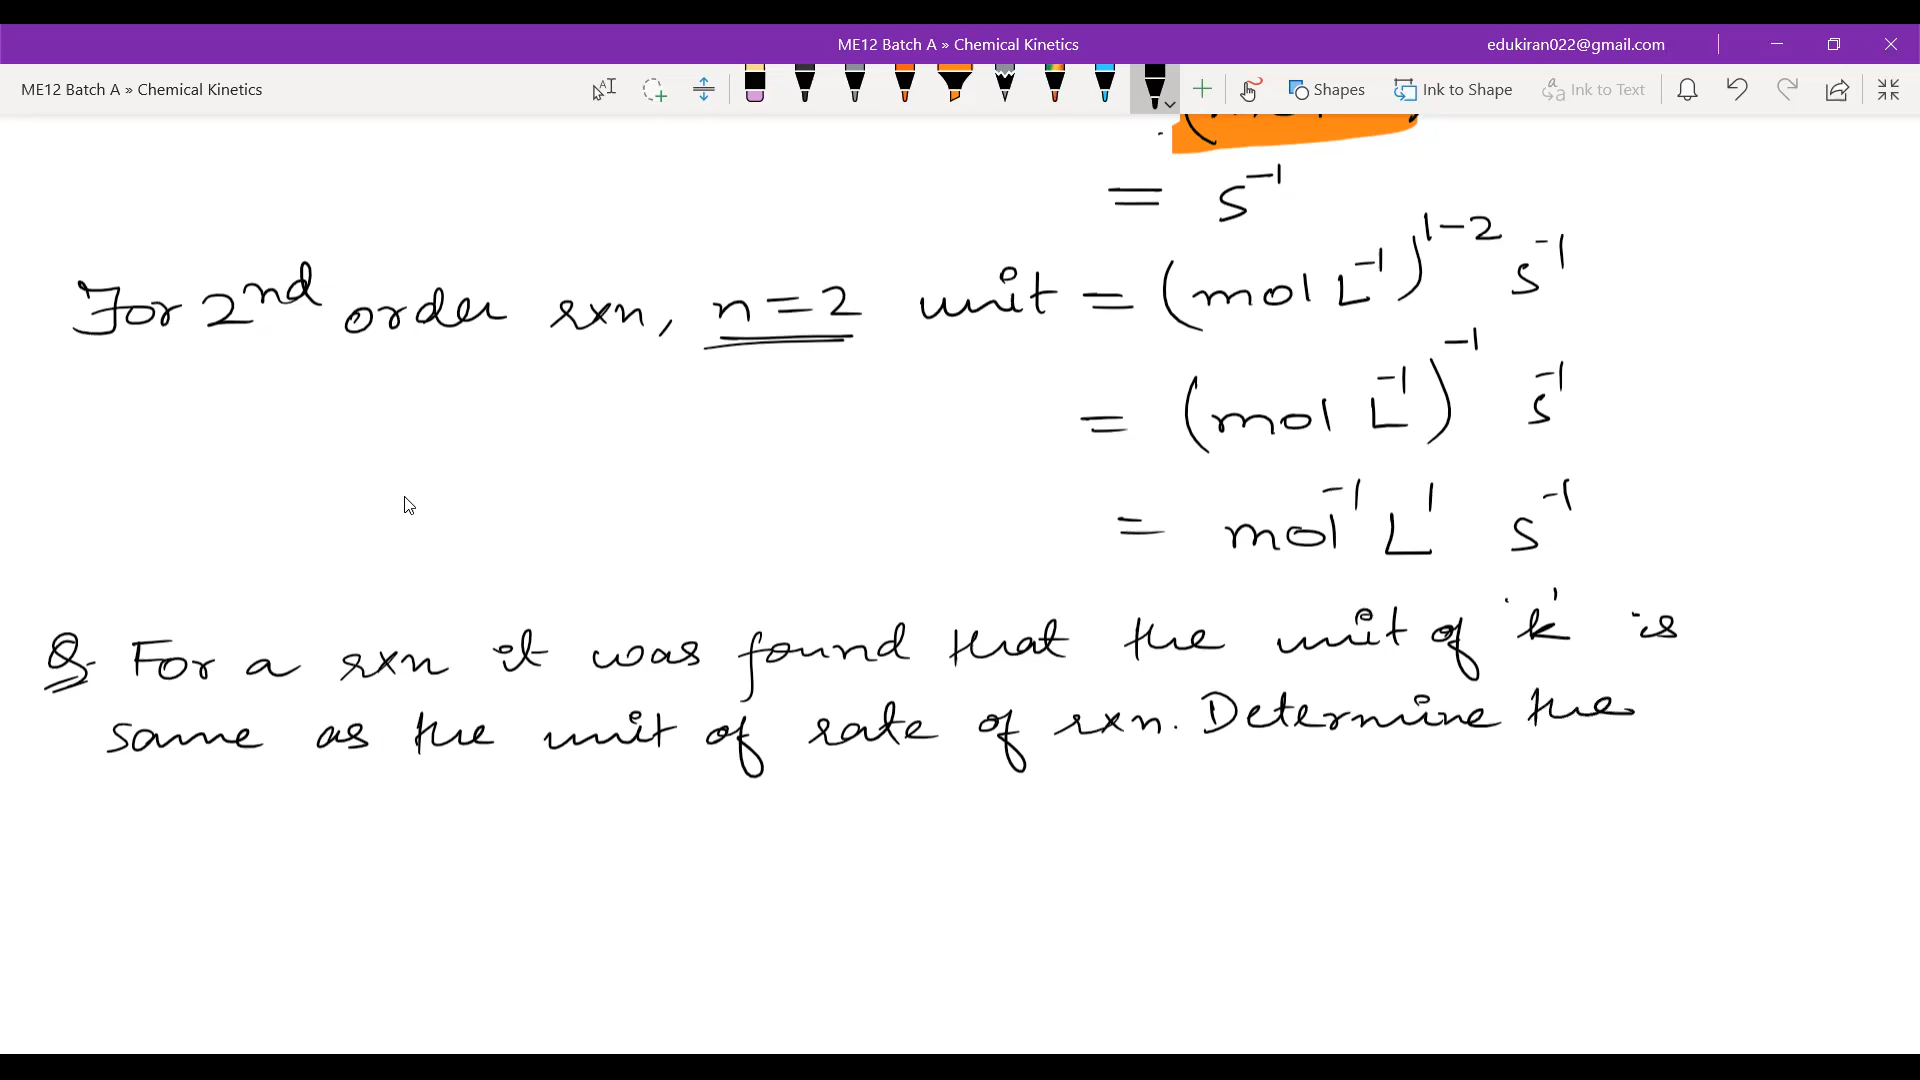 ME12 Batch A » Chemical Kinetics
edukiran022@gmail.com
ME12 Batch A » Chemical Kinetics
Shapes
Ink to Shape
Ink to Text
= s⁻¹
For 2nd order rxn, n=2 unit = (mol L⁻¹)¹⁻² s⁻¹
= (mol L⁻¹)⁻¹ s⁻¹
= mol⁻¹ L¹ s⁻¹
Q. For a rxn it was found that the unit of 'k' is
same as the unit of rate of rxn. Determine the